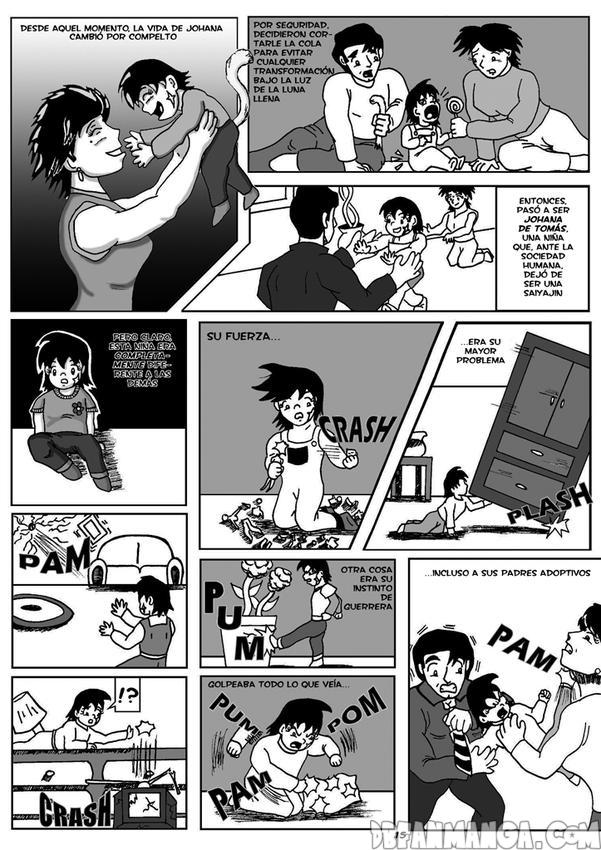 DESDE AQUEL MOMENTO, LA VIDA DE JOHANA
CAMBIÓ POR COMPELTO
POR SEGURIDAD,
DECIDIERON COR-
TARLE LA COLA
PARA EVITAR
CUALQUIER
TRANSFORMACIÓN
BAJO LA LUZ
DE LA LUNA
LLENA
ENTONCES,
PASÓ A SER
JOHANA
DE TOMÁS,
UNA NIÑA
QUE, ANTE LA
SOCIEDAD
HUMANA,
DEJÓ DE
SER UNA
SAIYAJIN
PERO CLARO,
ESTA NIÑA ERA
COMPLETA-
MENTE DIFE-
RENTE A LAS
DEMÁS
SU FUERZA...
CRASH
...ERA SU
MAYOR
PROBLEMA
PLASH
PAM
OTRA COSA
ERA SU
INSTINTO
DE
GUERRERA
PUM
...INCLUSO A SUS PADRES ADOPTIVOS
PAM
!?
CRASH
GOLPEABA TODO LO QUE VEÍA...
PUM
POM
PAM
15
DBFANMANGA.COM